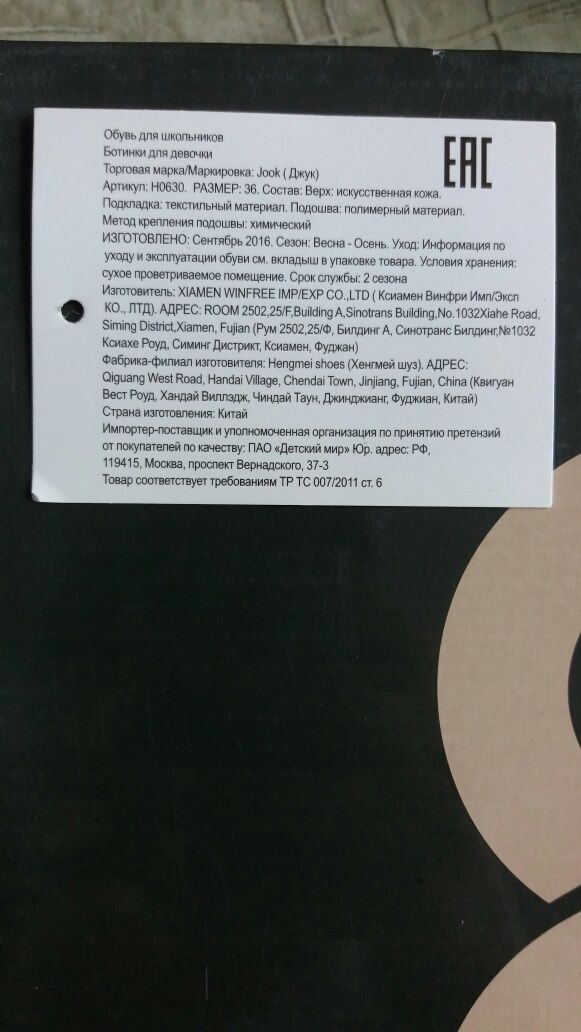 Обувь для школьников
Ботинки для девочки
Торговая марка/Маркировка: Jook ( Джук)
Артикул: H0630. РАЗМЕР: 36. Состав: Верх: искусственная кожа.
Подкладка: текстильный материал. Подошва: полимерный материал.
Метод крепления подошвы: химический
ИЗГОТОВЛЕНО: Сентябрь 2016. Сезон: Весна - Осень. Уход: Информация по
уходу и эксплуатации обуви см. вкладыш в упаковке товара. Условия хранения:
сухое проветриваемое помещение. Срок службы: 2 сезона
Изготовитель: XIAMEN WINFREE IMP/EXP CO.,LTD ( Ксиамен Винфри Имп/Эксп
КО., ЛТД). АДРЕС: ROOM 2502,25/F,Building A,Sinotrans Building,No.1032Xiahe Road,
Siming District,Xiamen, Fujian (Рум 2502,25/Ф, Билдинг А, Синотранс Билдинг,№1032
Ксиахе Роуд, Симинг Дистрикт, Ксиамен, Фуджан)
Фабрика-филиал изготовителя: Hengmei shoes (Хенгмей шуз). АДРЕС:
Qiguang West Road, Handai Village, Chendai Town, Jinjiang, Fujian, China (Квигуан
Вест Роуд, Хандай Виллэдж, Чиндай Таун, Джинджианг, Фуджиан, Китай)
Страна изготовления: Китай
Импортер-поставщик и уполномоченная организация по принятию претензий
от покупателей по качеству: ПАО «Детский мир» Юр. адрес: РФ,
119415, Москва, проспект Вернадского, 37-3
Товар соответствует требованиям ТР ТС 007/2011 ст. 6
EAC